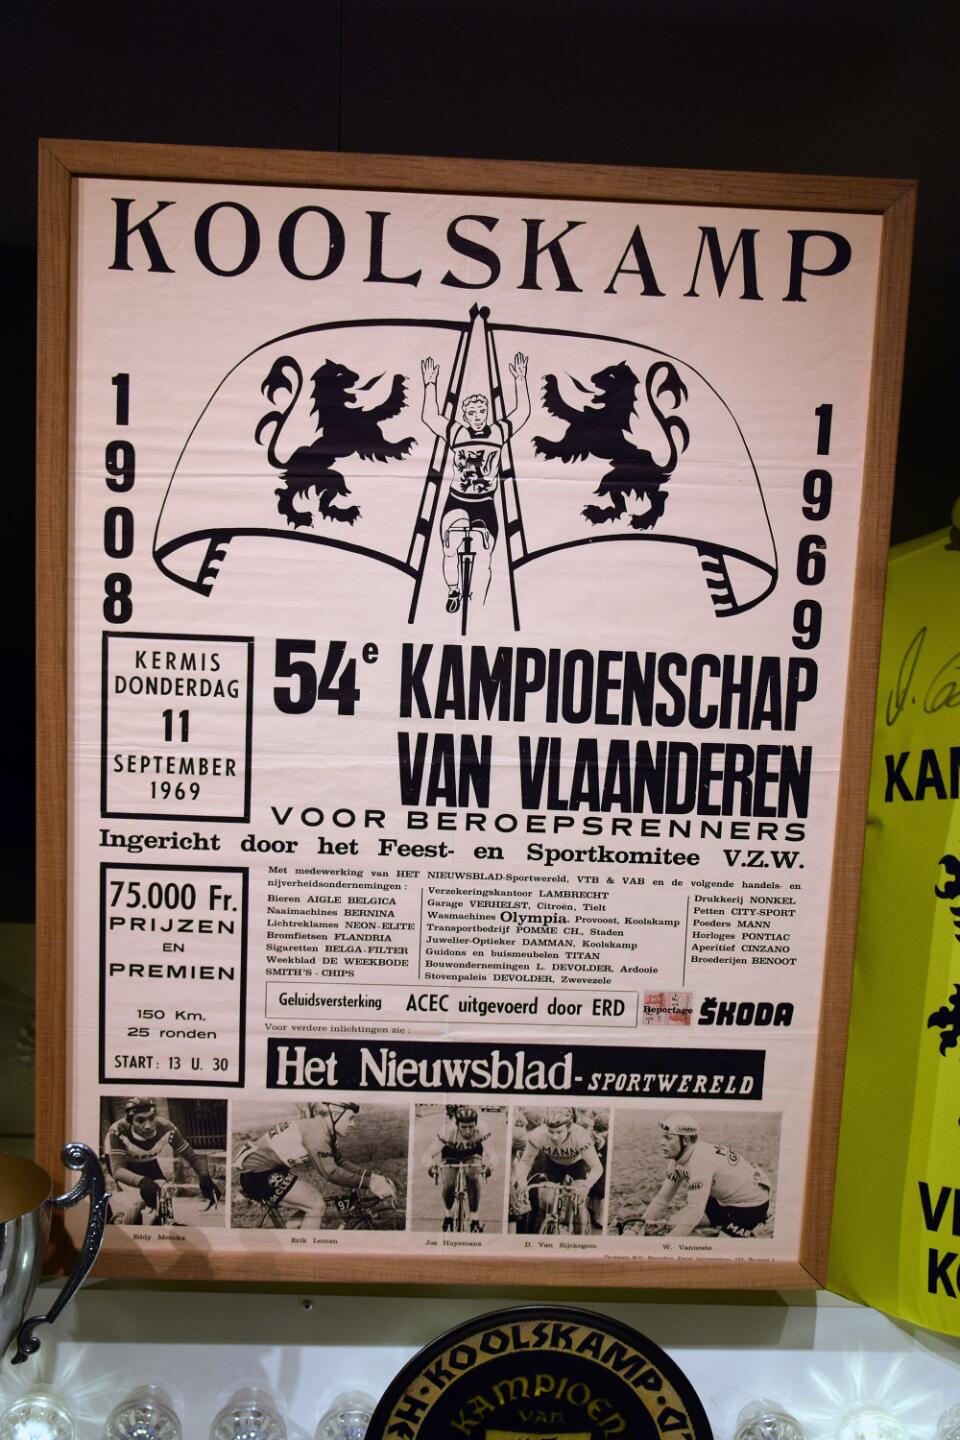 KOOLSKAMP
1908
1969
KERMIS
DONDERDAG
11
SEPTEMBER
1969
54e KAMPIOENSCHAP
VAN VLAANDEREN
VOOR BEROEPSRENNERS
Ingericht door het Feest- en Sportkomitee V.Z.W.
75.000 Fr.
PRIJZEN
EN
PREMIEN
150 Km.
25 ronden
START: 13 U. 30
Met medewerking van HET NIEUWSBLAD-Sportwereld, VTB & VAB en de volgende handels- en
nijverheidsondernemingen :
Bieren AIGLE BELGICA
Naaimachines BERNINA
Lichtreklames NEON-ELITE
Bromfietsen FLANDRIA
Sigaretten BELGA-FILTER
Weekblad DE WEEKBODE
SMITH'S - CHIPS
Verzekeringskantoor LAMBRECHT
Garage VERHELST, Citroën, Tielt
Wasmachines Olympia, Provoost, Koolskamp
Transportbedrijf POMME CH., Staden
Juwelier-Optieker DAMMAN, Koolskamp
Guidons en buismeubelen TITAN
Bouwondernemingen L. DEVOLDER, Ardooie
Stovenpaleis DEVOLDER, Zwevezele
Drukkerij NONKEL
Petten CITY-SPORT
Poeders MANN
Horloges PONTIAC
Aperitief CINZANO
Broederijen BENOOT
Geluidsversterking ACEC uitgevoerd door ERD
Reportage
ŠKODA
Voor verdere inlichtingen zie :
Het Nieuwsblad - SPORTWERELD
MANN
MANN
Eddy Merckx
Erik Leman
Jos Huysmans
D. Van Rijckegem
W. Vanneste
KOOLSKAMP
KAMPIOEN
VAN